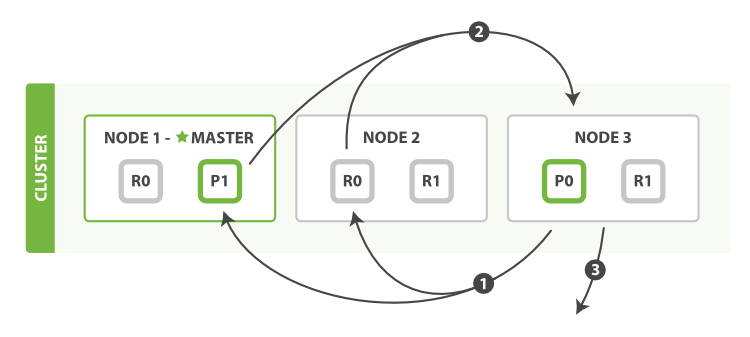 2
NODE 1 - ★ MASTER
NODE 2
NODE 3
CLUSTER
R0
P1
R0
R1
P0
R1
1
3